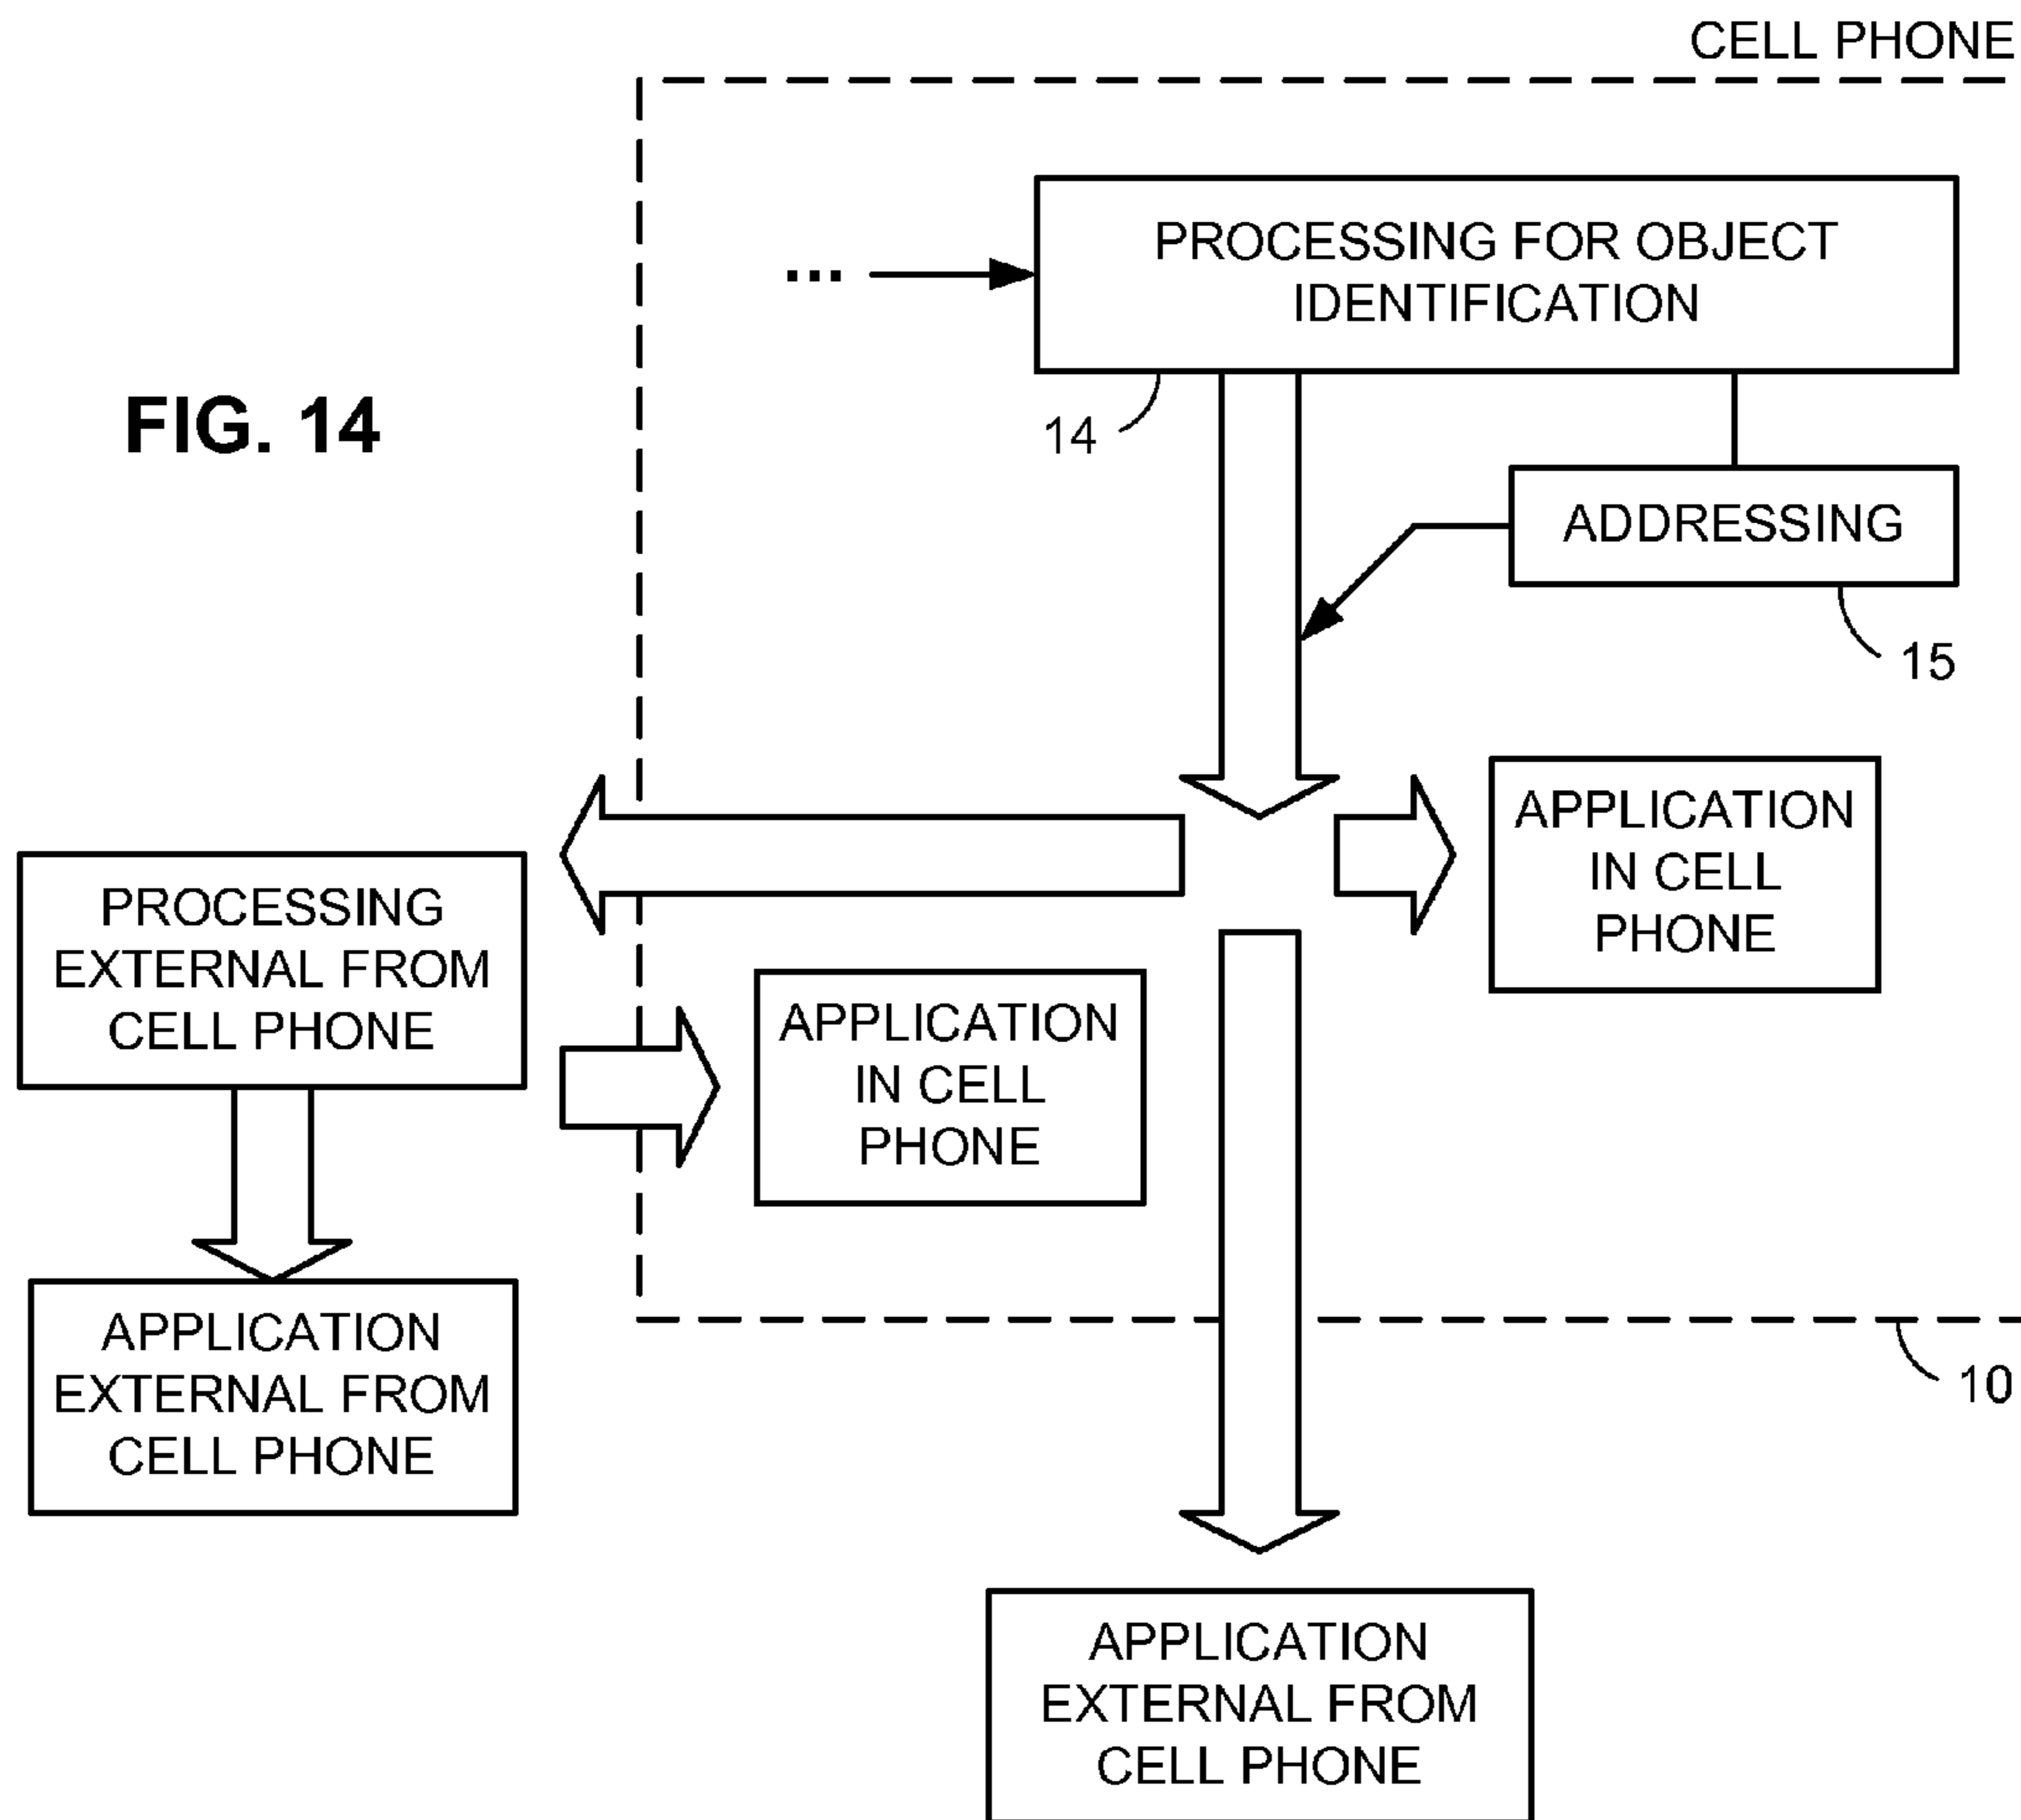 CELL PHONE
PROCESSING FOR OBJECT
IDENTIFICATION
...
FIG. 14
14
ADDRESSING
15
APPLICATION
IN CELL
PHONE
PROCESSING
EXTERNAL FROM
CELL PHONE
APPLICATION
IN CELL
PHONE
APPLICATION
EXTERNAL FROM
CELL PHONE
10
APPLICATION
EXTERNAL FROM
CELL PHONE